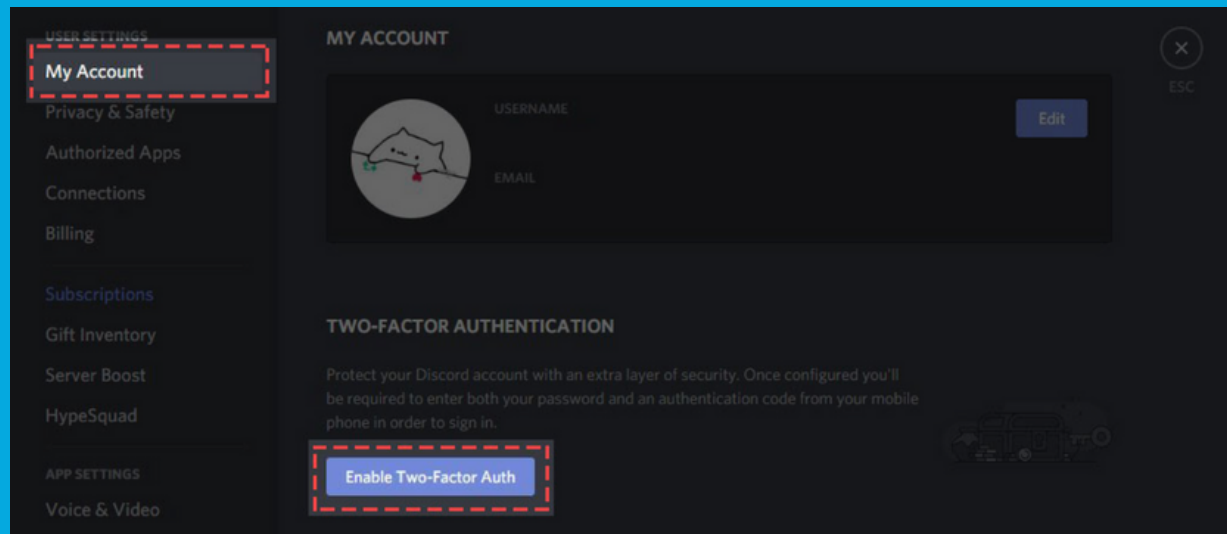 USER SETTINGS
My Account
Privacy & Safety
Authorized Apps
Connections
Billing
Subscriptions
Gift Inventory
Server Boost
HypeSquad
APP SETTINGS
Voice & Video
MY ACCOUNT
USERNAME
Edit
EMAIL
TWO-FACTOR AUTHENTICATION
Protect your Discord account with an extra layer of security. Once configured you'll
be required to enter both your password and an authentication code from your mobile
phone in order to sign in.
Enable Two-Factor Auth
ESC